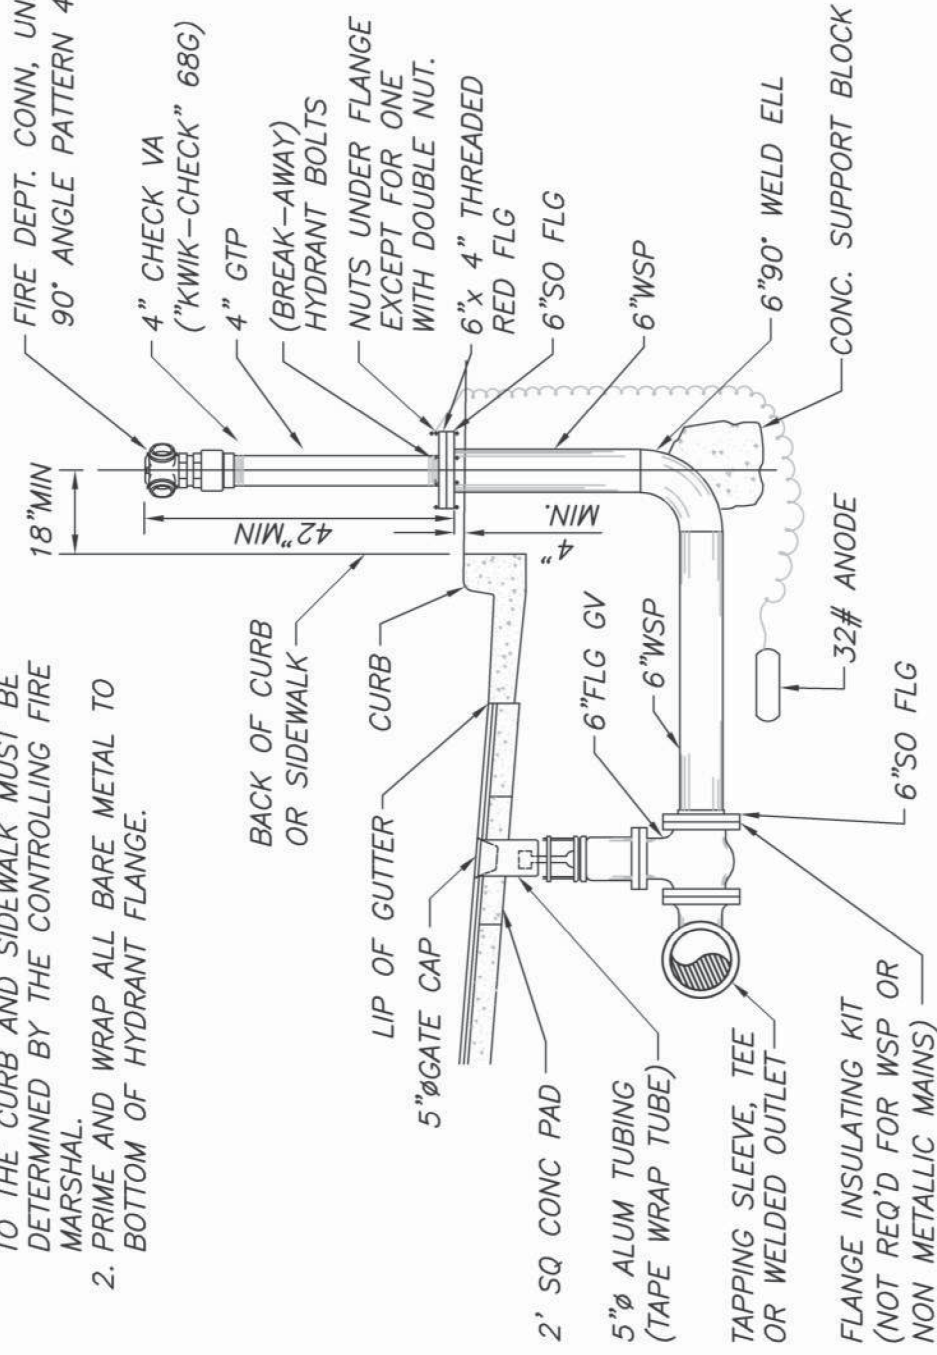 TO THE CURB AND SIDEWALK MUST BE
DETERMINED BY THE CONTROLLING FIRE
MARSHAL.
2. PRIME AND WRAP ALL BARE METAL TO
BOTTOM OF HYDRANT FLANGE.
FIRE DEPT. CONN, UN
90° ANGLE PATTERN 4
4" CHECK VA
("KWIK-CHECK" 68G)
4" GTP
(BREAK-AWAY)
HYDRANT BOLTS
NUTS UNDER FLANGE
EXCEPT FOR ONE
WITH DOUBLE NUT.
6"x 4" THREADED
RED FLG
6"SO FLG
6"WSP
6"90° WELD ELL
CONC. SUPPORT BLOCK
18"MIN
42"MIN
4"
MIN.
BACK OF CURB
OR SIDEWALK
CURB
LIP OF GUTTER
5"ØGATE CAP
2' SQ CONC PAD
5"Ø ALUM TUBING
(TAPE WRAP TUBE)
TAPPING SLEEVE, TEE
OR WELDED OUTLET
FLANGE INSULATING KIT
(NOT REQ'D FOR WSP OR
NON METALLIC MAINS)
6"FLG GV
6"WSP
32# ANODE
6"SO FLG